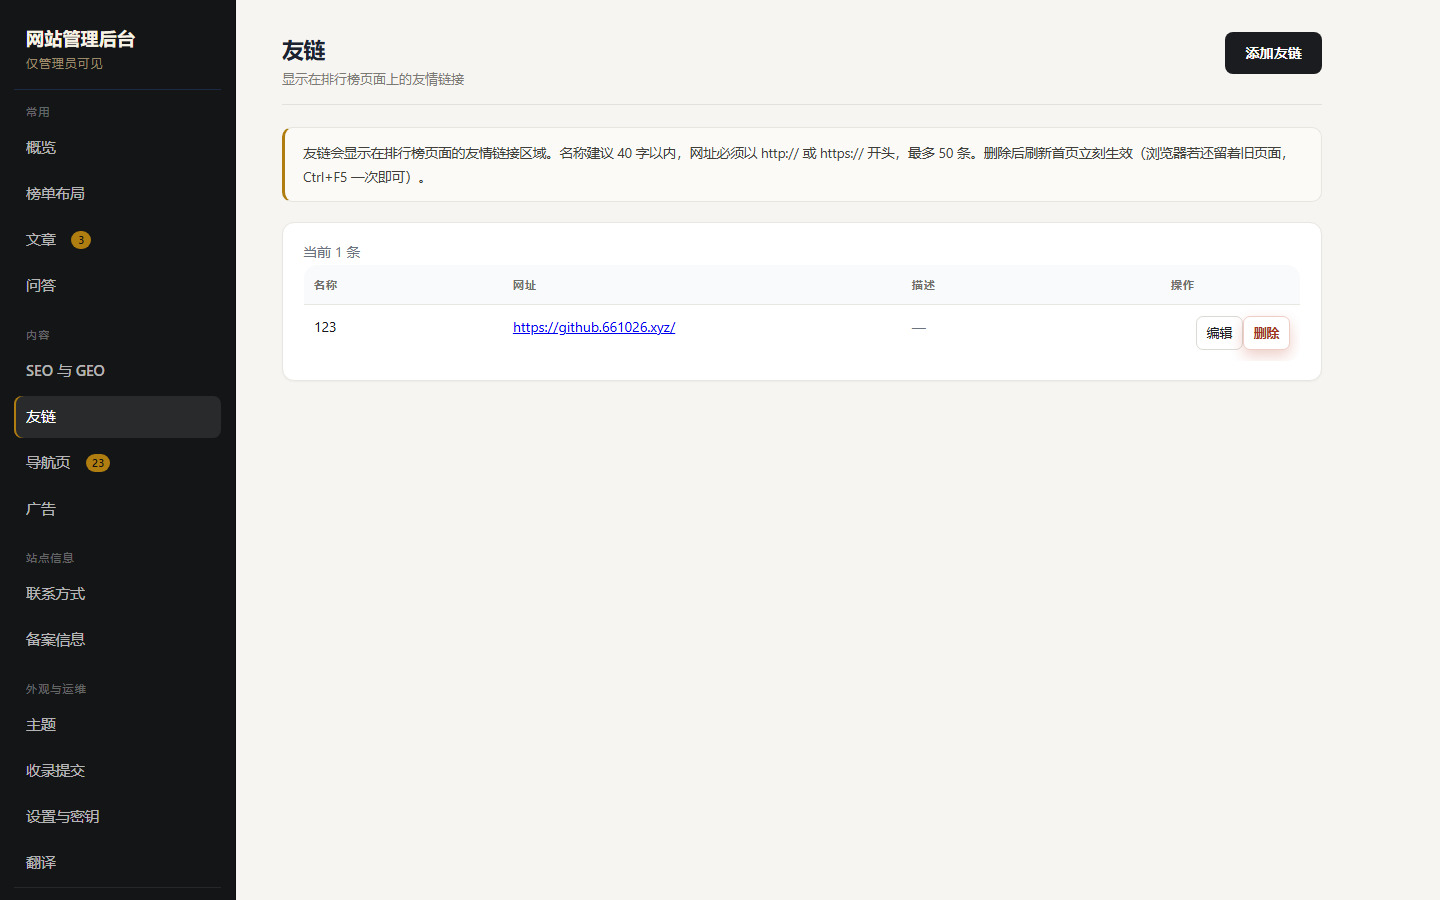 网站管理后台
仅管理员可见
常用
概览
榜单布局
文章 3
问答
内容
SEO 与 GEO
友链
导航页 23
广告
站点信息
联系方式
备案信息
外观与运维
主题
收录提交
设置与密钥
翻译
友链
显示在排行榜页面上的友情链接
添加友链
友链会显示在排行榜页面的友情链接区域。名称建议 40 字以内，网址必须以 http:// 或 https:// 开头，最多 50 条。删除后刷新首页立刻生效（浏览器若还留着旧页面，
Ctrl+F5 一次即可）。
当前 1 条
名称 网址 描述 操作
123 https://github.661026.xyz/ — 编辑 删除